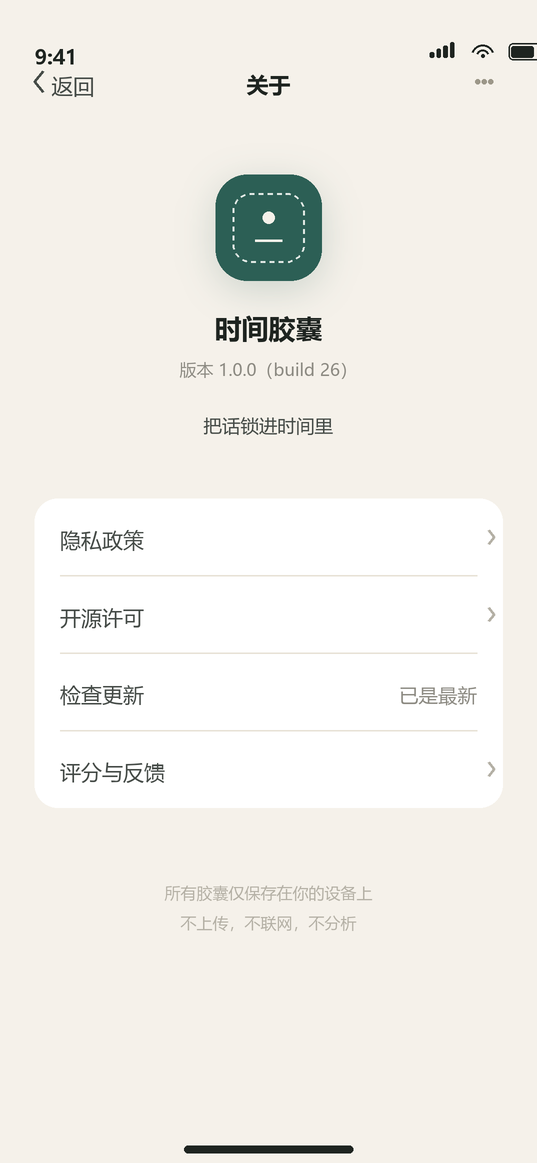 9:41
返回
关于
时间胶囊
版本 1.0.0（build 26）
把话锁进时间里
隐私政策
开源许可
检查更新 已是最新
评分与反馈
所有胶囊仅保存在你的设备上
不上传，不联网，不分析